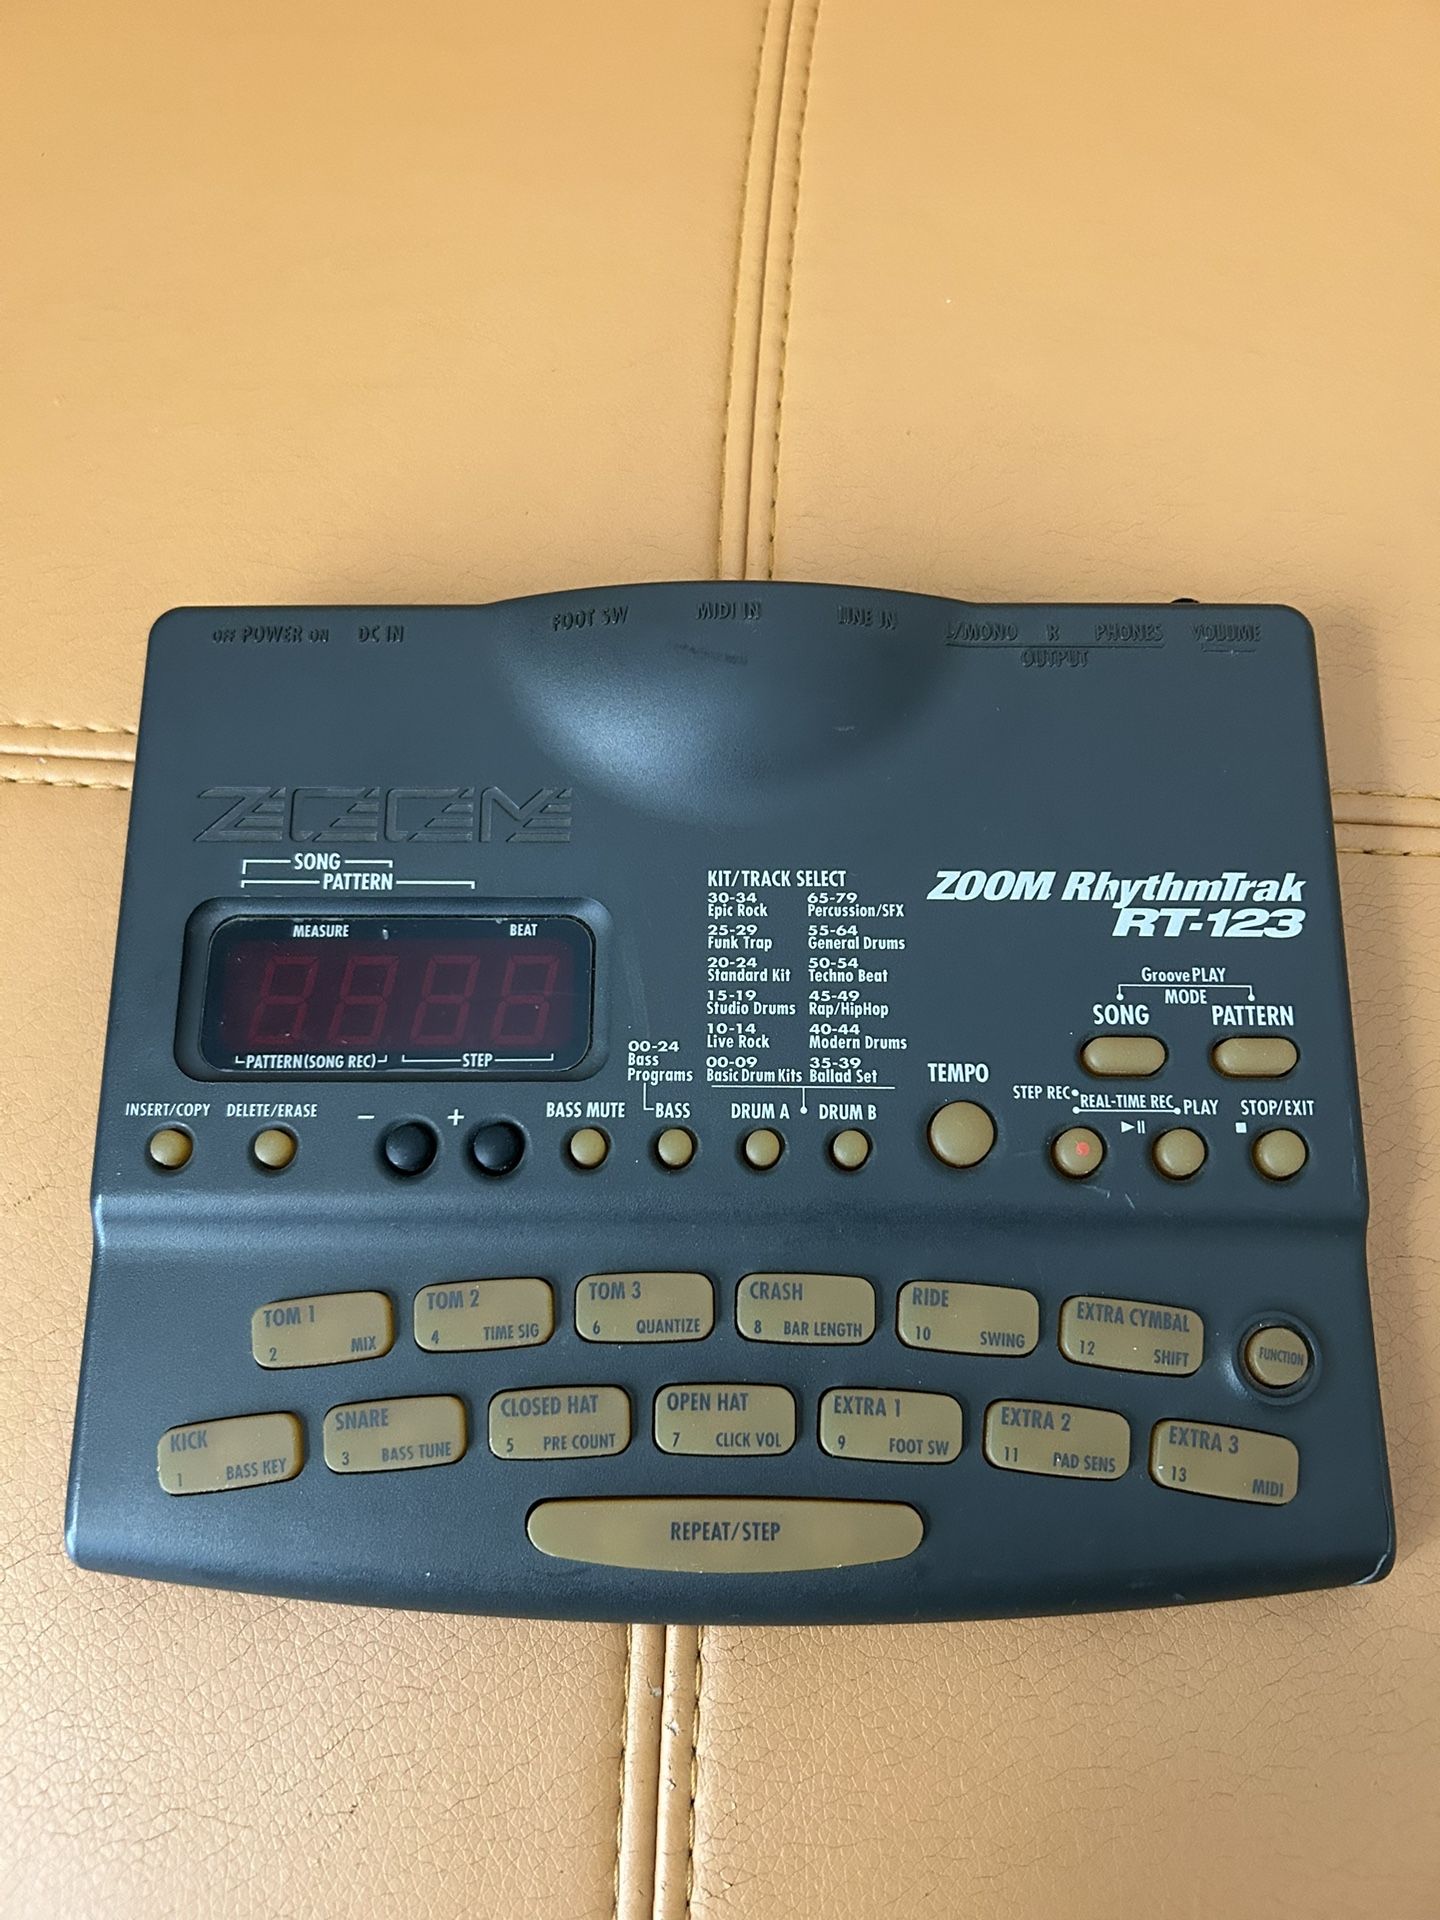 OFF POWER ON
DC IN
FOOT SW
MIDI IN
LINE IN
L/MONO R PHONES
OUTPUT
VOLUME
ZOOM
SONG
PATTERN
MEASURE
BEAT
8.8.8.8
PATTERN(SONG REC)
STEP
KIT/TRACK SELECT
30-34 65-79
Epic Rock Percussion/SFX
25-29 55-64
Funk Trap General Drums
20-24 50-54
Standard Kit Techno Beat
15-19 45-49
Studio Drums Rap/HipHop
10-14 40-44
Live Rock Modern Drums
00-09 35-39
Basic Drum Kits Ballad Set
00-24
Bass
Programs
ZOOM RhythmTrak
RT-123
Groove PLAY
MODE
SONG PATTERN
TEMPO
STEP REC
REAL-TIME REC
PLAY
▶II
STOP/EXIT
■
INSERT/COPY
DELETE/ERASE
− +
BASS MUTE
BASS
DRUM A
DRUM B
TOM 1
2 MIX
TOM 2
4 TIME SIG
TOM 3
6 QUANTIZE
CRASH
8 BAR LENGTH
RIDE
10 SWING
EXTRA CYMBAL
12 SHIFT
FUNCTION
KICK
1 BASS KEY
SNARE
3 BASS TUNE
CLOSED HAT
5 PRE COUNT
OPEN HAT
7 CLICK VOL
EXTRA 1
9 FOOT SW
EXTRA 2
11 PAD SENS
EXTRA 3
13 MIDI
REPEAT/STEP